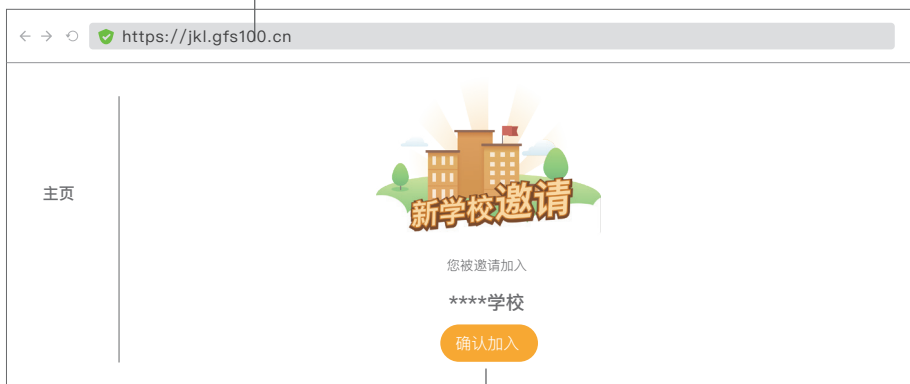 https://jkl.gfs100.cn
主页
新学校邀请
您被邀请加入
****学校
确认加入